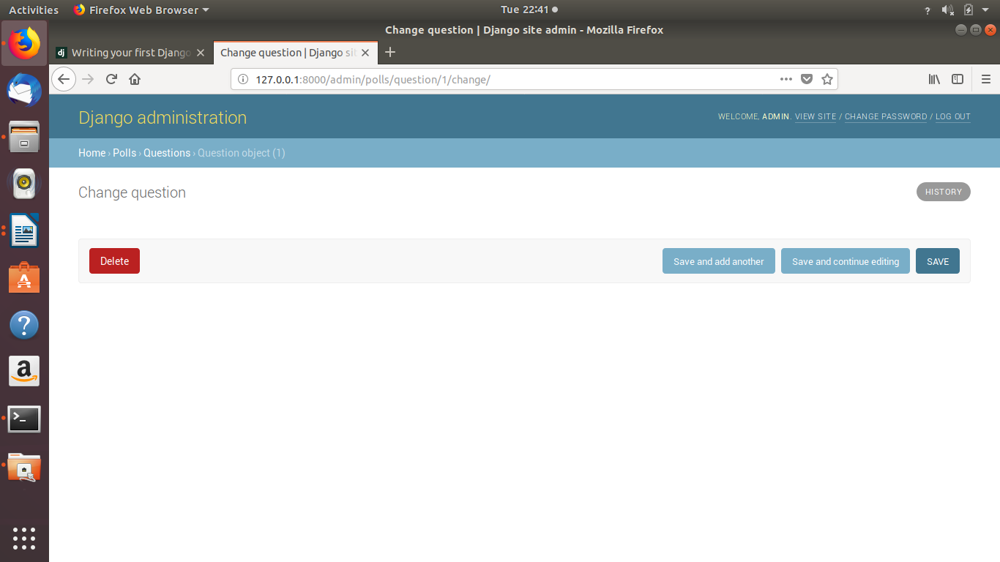 Activities Firefox Web Browser Tue 22:41 ?
Change question | Django site admin - Mozilla Firefox
dj Writing your first Django Change question | Django sit
127.0.0.1:8000/admin/polls/question/1/change/
Django administration WELCOME, ADMIN. VIEW SITE / CHANGE PASSWORD / LOG OUT
Home › Polls › Questions › Question object (1)
Change question HISTORY
Delete Save and add another Save and continue editing SAVE